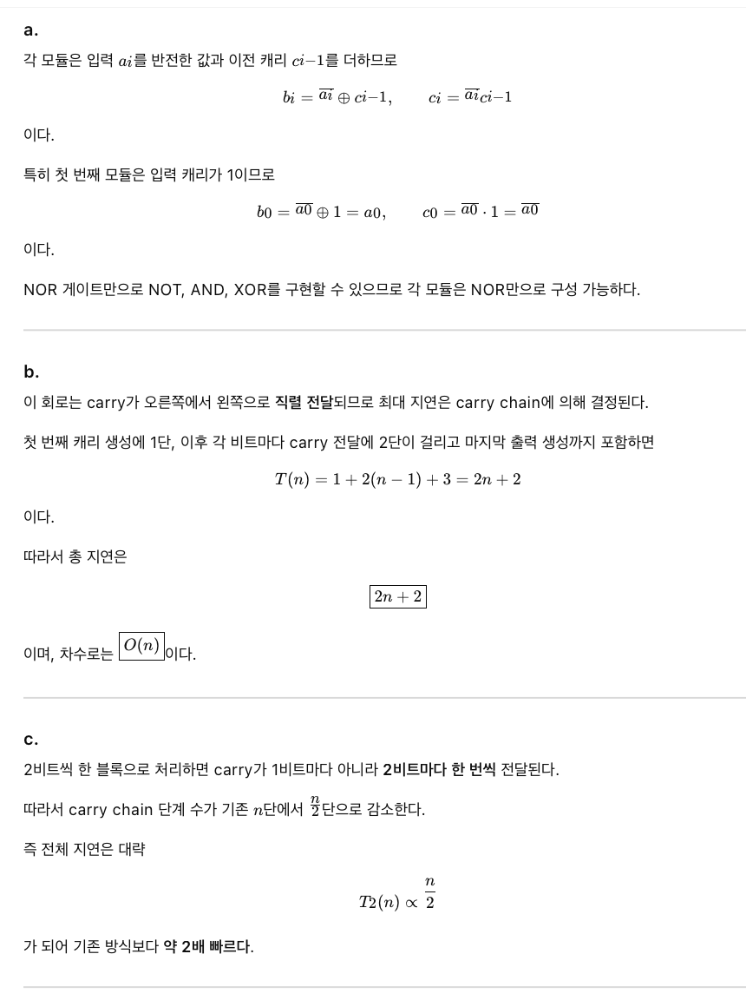 a.
각 모듈은 입력 ai를 반전한 값과 이전 캐리 ci−1를 더하므로
bi = \overline{ai} ⊕ ci−1, ci = \overline{ai}ci−1
이다.
특히 첫 번째 모듈은 입력 캐리가 1이므로
b0 = \overline{a0} ⊕ 1 = a0, c0 = \overline{a0} · 1 = \overline{a0}
이다.
NOR 게이트만으로 NOT, AND, XOR를 구현할 수 있으므로 각 모듈은 NOR만으로 구성 가능하다.
b.
이 회로는 carry가 오른쪽에서 왼쪽으로 직렬 전달되므로 최대 지연은 carry chain에 의해 결정된다.
첫 번째 캐리 생성에 1단, 이후 각 비트마다 carry 전달에 2단이 걸리고 마지막 출력 생성까지 포함하면
T(n) = 1 + 2(n − 1) + 3 = 2n + 2
이다.
따라서 총 지연은
2n + 2
이며, 차수로는 O(n)이다.
c.
2비트씩 한 블록으로 처리하면 carry가 1비트마다 아니라 2비트마다 한 번씩 전달된다.
따라서 carry chain 단계 수가 기존 n단에서 \frac{n}{2}단으로 감소한다.
즉 전체 지연은 대략
T2(n) ∝ \frac{n}{2}
가 되어 기존 방식보다 약 2배 빠르다.